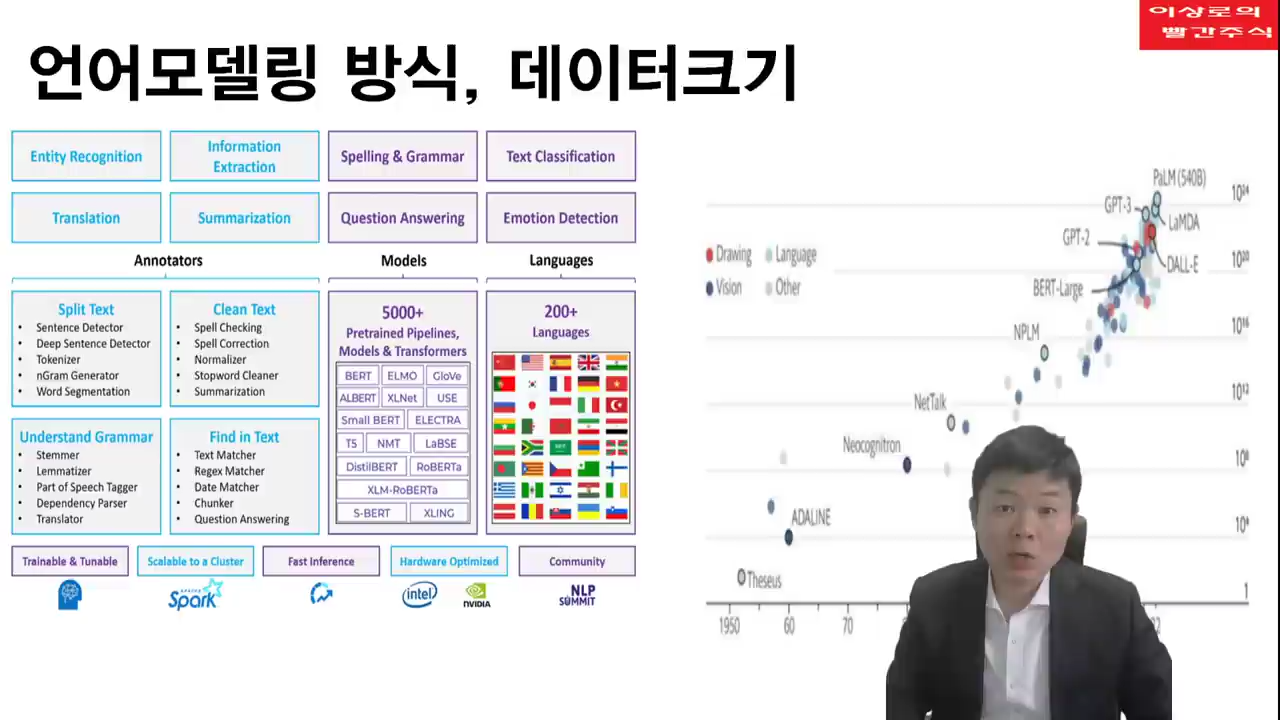 이상로의
빨간주식
언어모델링 방식, 데이터크기
Entity Recognition
Information
Extraction
Spelling & Grammar
Text Classification
Translation
Summarization
Question Answering
Emotion Detection
Annotators
Models
Languages
Split Text
• Sentence Detector
• Deep Sentence Detector
• Tokenizer
• nGram Generator
• Word Segmentation
Clean Text
• Spell Checking
• Spell Correction
• Normalizer
• Stopword Cleaner
• Summarization
Understand Grammar
• Stemmer
• Lemmatizer
• Part of Speech Tagger
• Dependency Parser
• Translator
Find in Text
• Text Matcher
• Regex Matcher
• Date Matcher
• Chunker
• Question Answering
5000+
Pretrained Pipelines,
Models & Transformers
BERT ELMO GloVe
ALBERT XLNet USE
Small BERT ELECTRA
T5 NMT LaBSE
DistilBERT RoBERTa
XLM-RoBERTa
S-BERT XLING
200+
Languages
Trainable & Tunable
Scalable to a Cluster
Fast Inference
Hardware Optimized
Community
APACHE
Spark
intel
NVIDIA
NLP
SUMMIT
Drawing
Language
Vision
Other
PaLM (540B)
GPT-3
LaMDA
GPT-2
DALL-E
BERT-Large
NPLM
NetTalk
Neocognitron
ADALINE
Theseus
10²⁴
10²⁰
10¹⁶
10¹²
10⁸
10⁴
1
1950 60 70